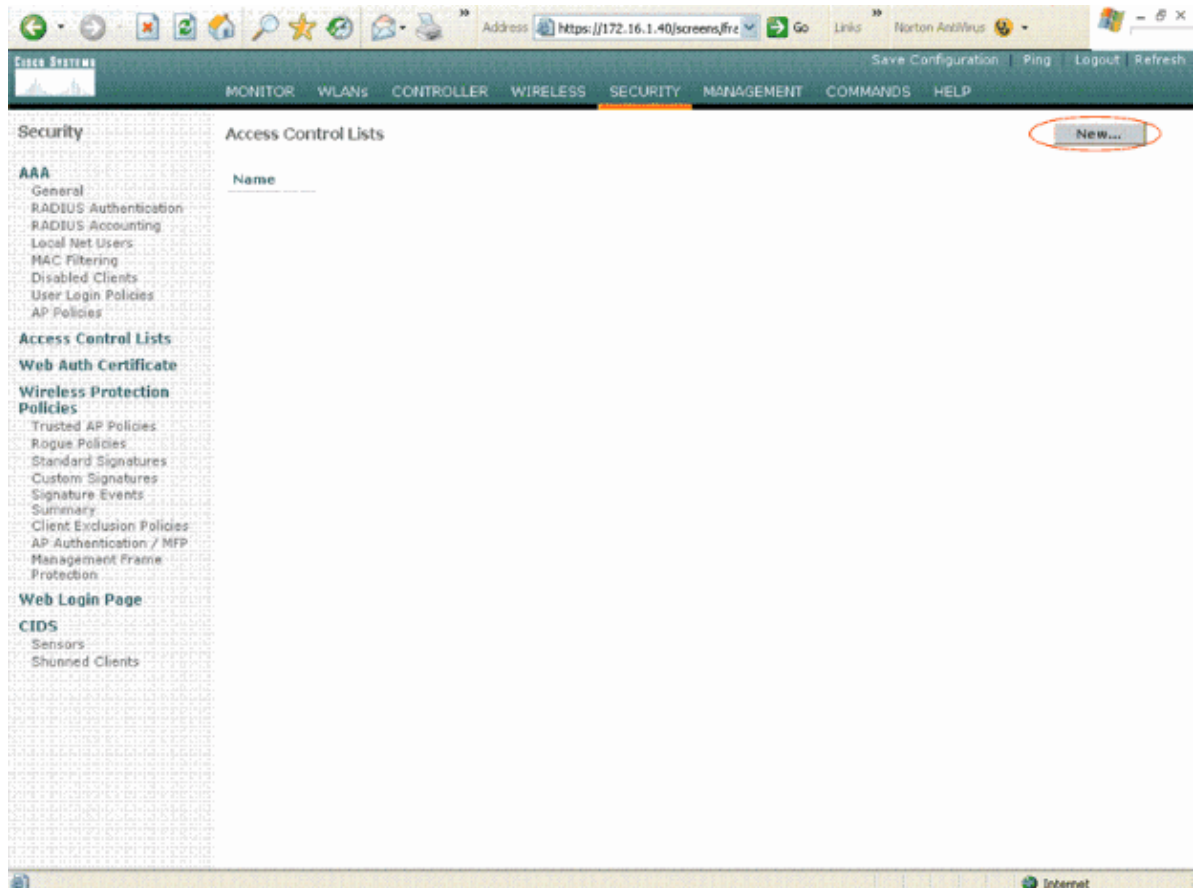 »
Address https://172.16.1.40/screens/fre Go Links » Norton AntiVirus
CISCO SYSTEMS
Save Configuration | Ping | Logout | Refresh
MONITOR WLANs CONTROLLER WIRELESS SECURITY MANAGEMENT COMMANDS HELP
Security
AAA
General
RADIUS Authentication
RADIUS Accounting
Local Net Users
MAC Filtering
Disabled Clients
User Login Policies
AP Policies
Access Control Lists
Web Auth Certificate
Wireless Protection
Policies
Trusted AP Policies
Rogue Policies
Standard Signatures
Custom Signatures
Signature Events
Summary
Client Exclusion Policies
AP Authentication / MFP
Management Frame
Protection
Web Login Page
CIDS
Sensors
Shunned Clients
Access Control Lists
New...
Name
Internet